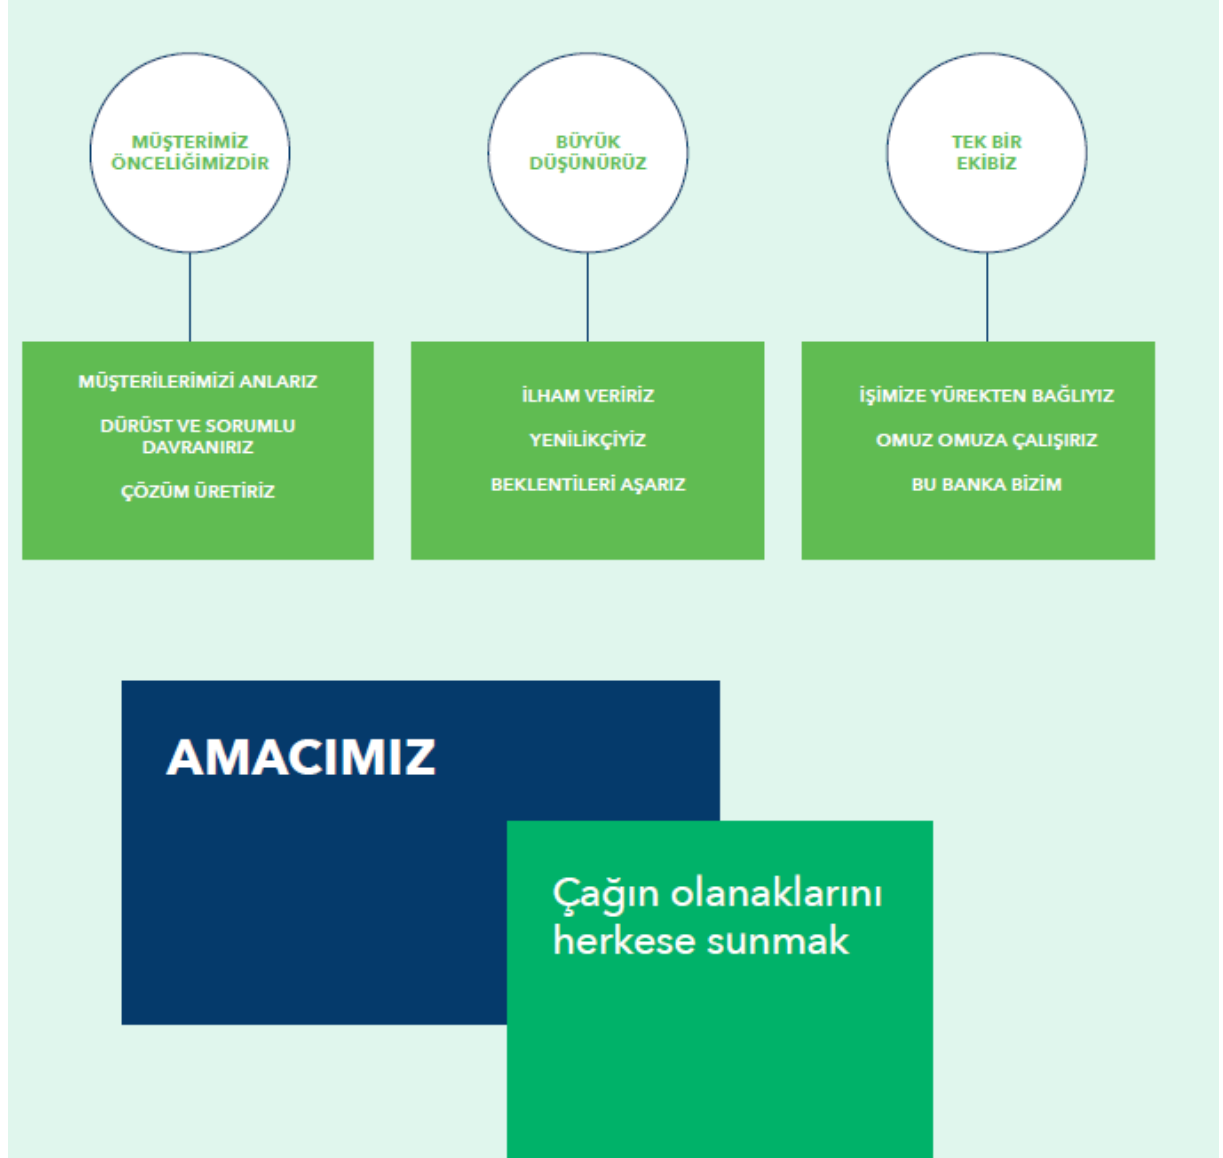 MÜŞTERİMİZ
ÖNCELİĞİMİZDİR
BÜYÜK
DÜŞÜNÜRÜZ
TEK BİR
EKİBİZ
MÜŞTERİLERİMİZİ ANLARIZ
DÜRÜST VE SORUMLU
DAVRANIRIZ
ÇÖZÜM ÜRETİRİZ
İLHAM VERİRİZ
YENİLİKÇİYİZ
BEKLENTİLERİ AŞARIZ
İŞİMİZE YÜREKTEN BAĞLIYIZ
OMUZ OMUZA ÇALIŞIRIZ
BU BANKA BİZİM
AMACIMIZ
Çağın olanaklarını
herkese sunmak